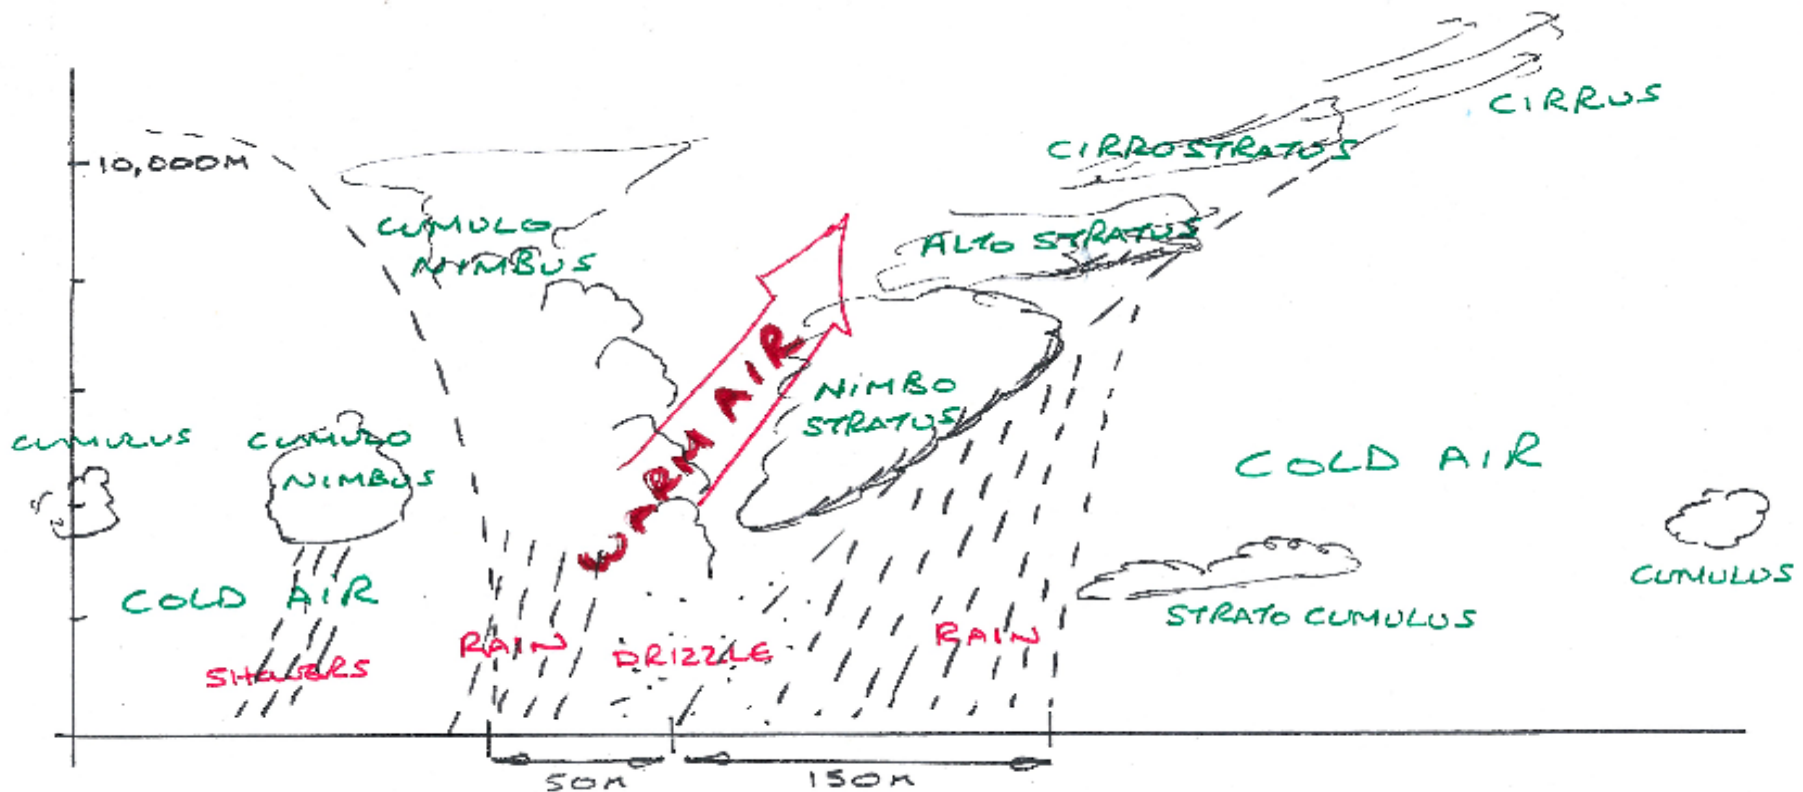 CIRRUS
CIRROSTRATUS
10,000M
CUMULO
NIMBUS
ALTO STRATUS
WARM AIR
NIMBO
STRATUS
CUMULUS
CUMULO
NIMBUS
COLD AIR
CUMULUS
COLD AIR
STRATO CUMULUS
SHOWERS
RAIN
DRIZZLE
RAIN
50M
150M